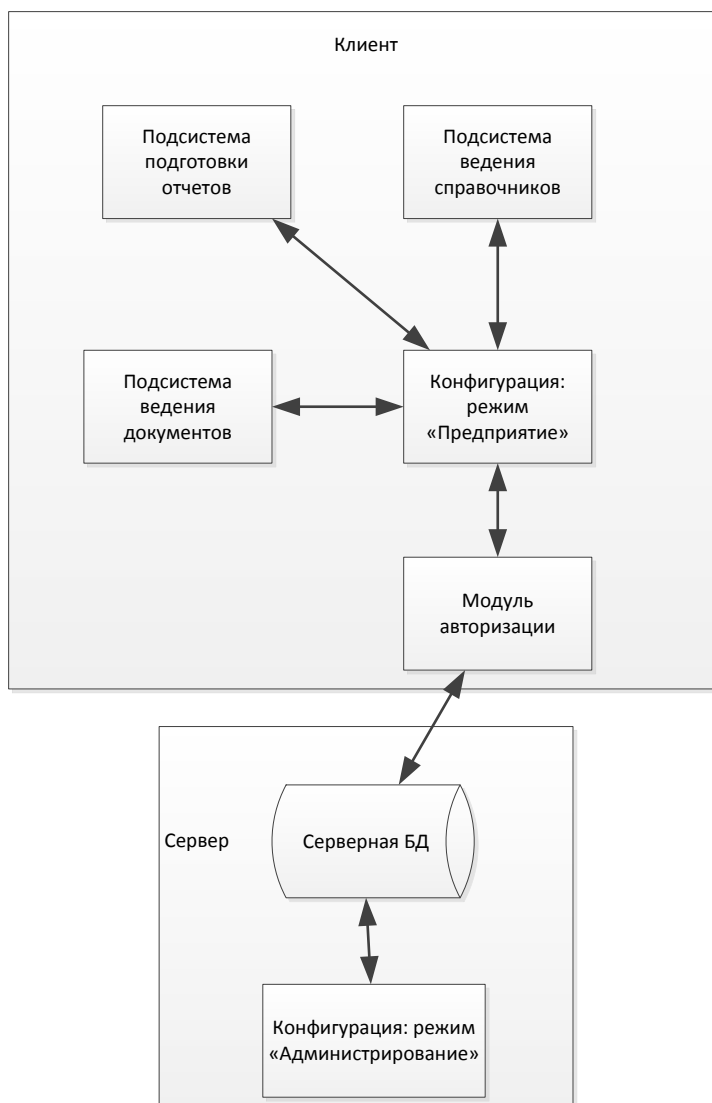 Клиент
Подсистема
подготовки
отчетов
Подсистема
ведения
справочников
Подсистема
ведения
документов
Конфигурация:
режим
«Предприятие»
Модуль
авторизации
Сервер
Серверная БД
Конфигурация: режим
«Администрирование»